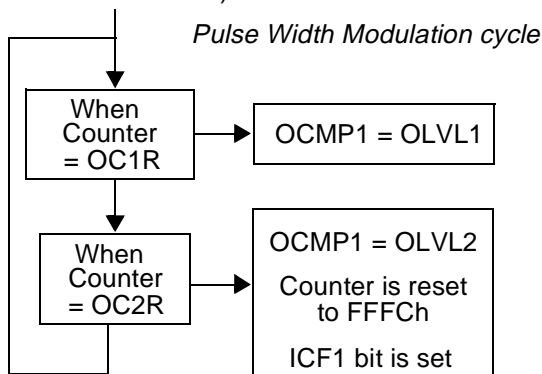 Pulse Width Modulation cycle
When
Counter
= OC1R
OCMP1 = OLVL1
When
Counter
= OC2R
OCMP1 = OLVL2
Counter is reset
to FFFCh
ICF1 bit is set